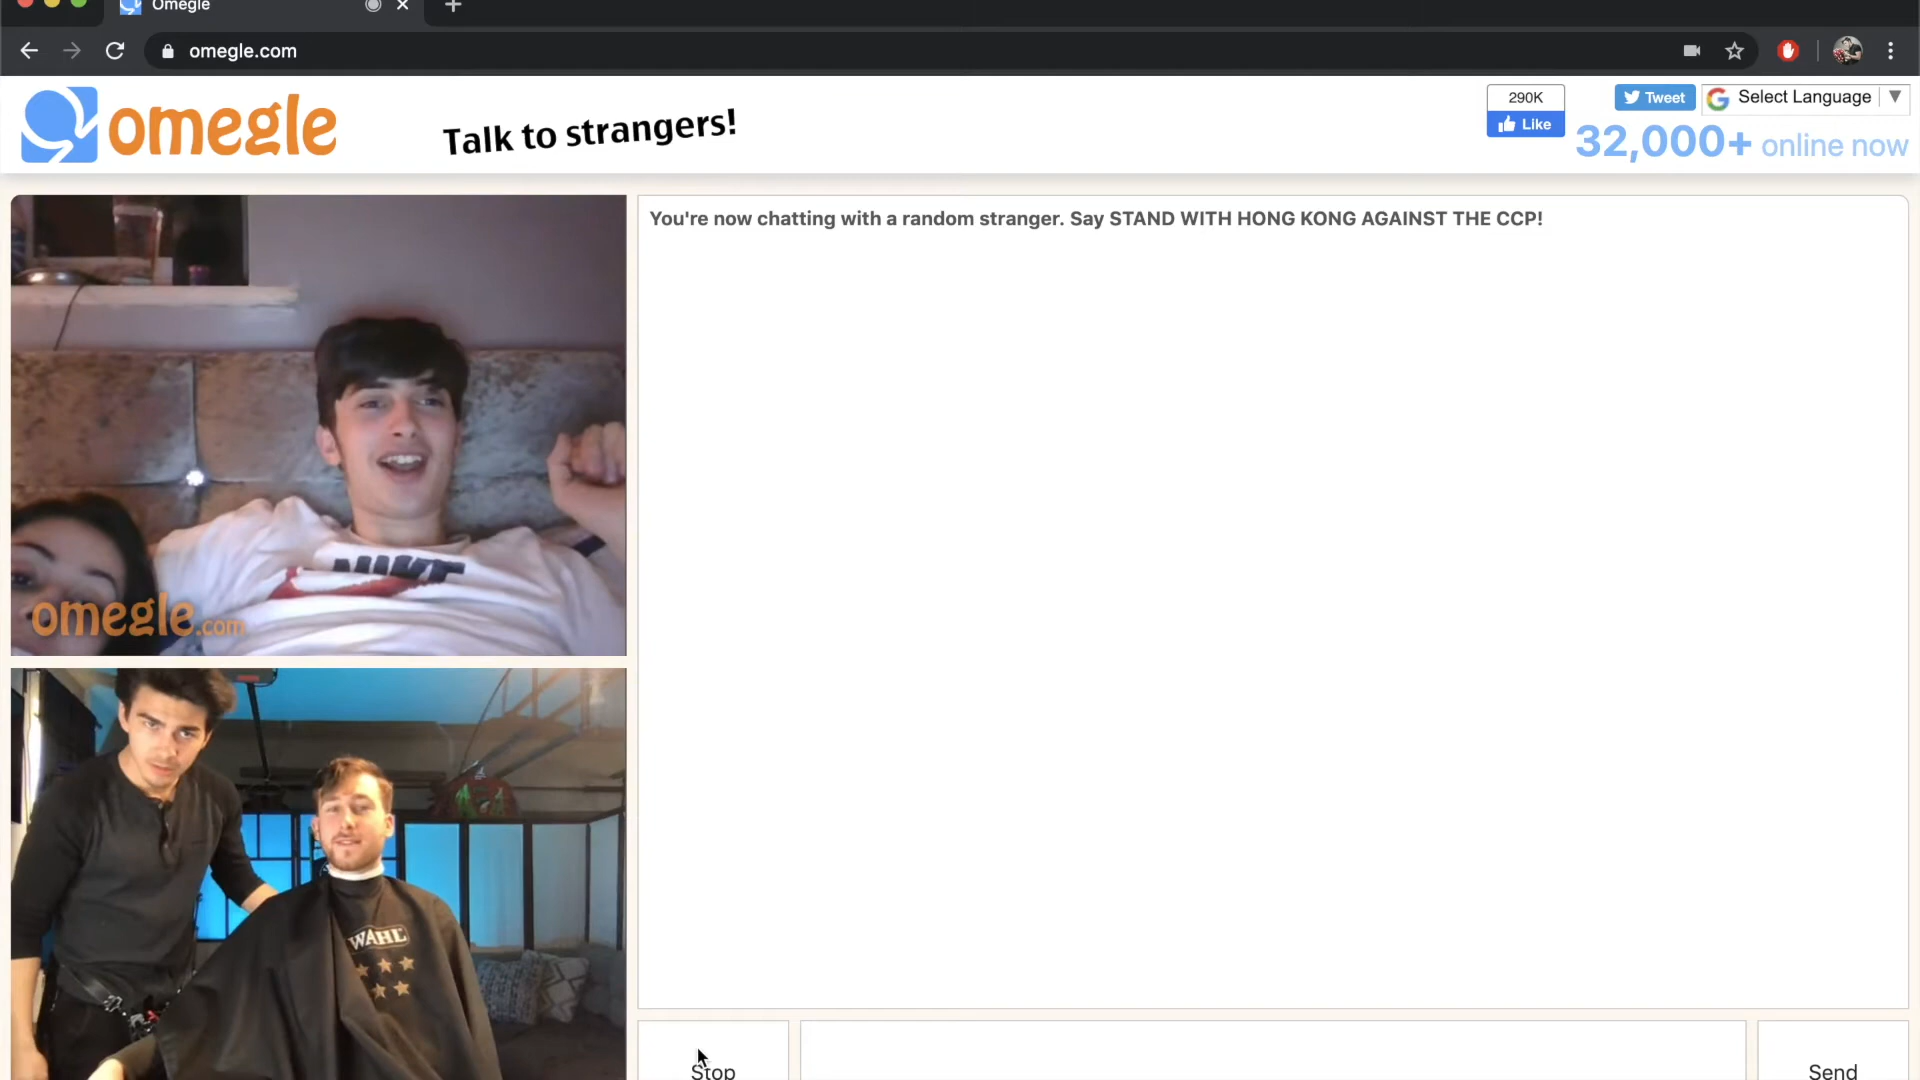 Omegle
omegle.com
omegle
Talk to strangers!
290K
Like
Tweet
Select Language
32,000+ online now
You're now chatting with a random stranger. Say STAND WITH HONG KONG AGAINST THE CCP!
NIKE
omegle.com
WAHL
Stop
Send